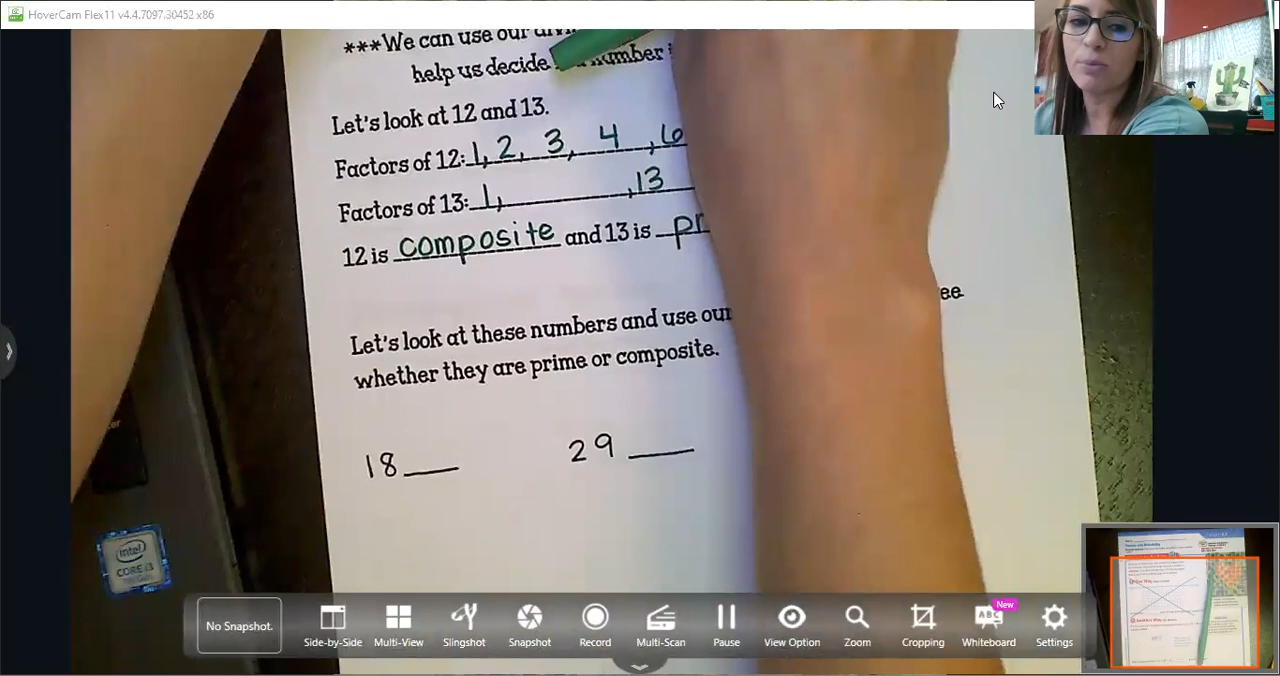 HoverCam Flex11 v4.4.7097.30452 x86
***We can use our
help us decide number
Let's look at 12 and 13.
Factors of 12: 1, 2, 3, 4, 6
Factors of 13: 1, ,13
12 is composite and 13 is pr
Let's look at these numbers and use our
whether they are prime or composite.
18___ 29 ___
intel
CORE i3
No Snapshot.
Side-by-Side Multi-View Slingshot Snapshot Record Multi-Scan Pause View Option Zoom Cropping Whiteboard Settings
New
ABC